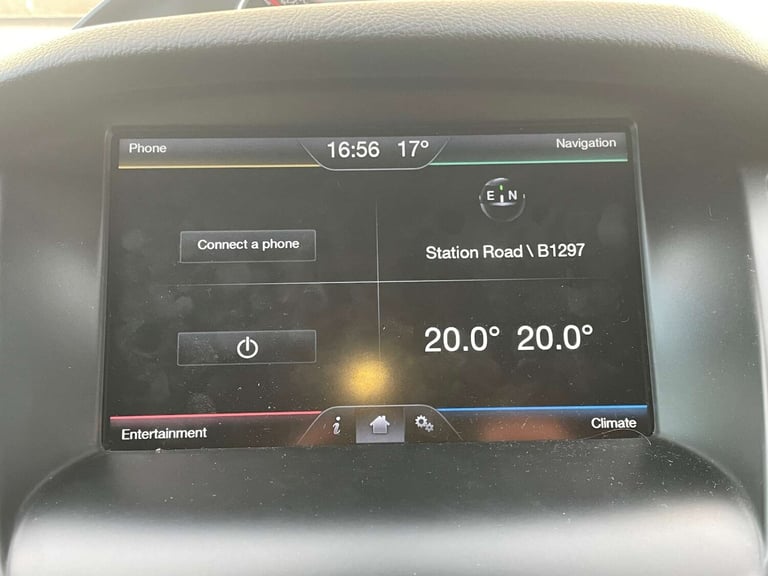 Phone
16:56 17°
Navigation
E N
Connect a phone
Station Road \ B1297
20.0° 20.0°
Entertainment
i
Climate